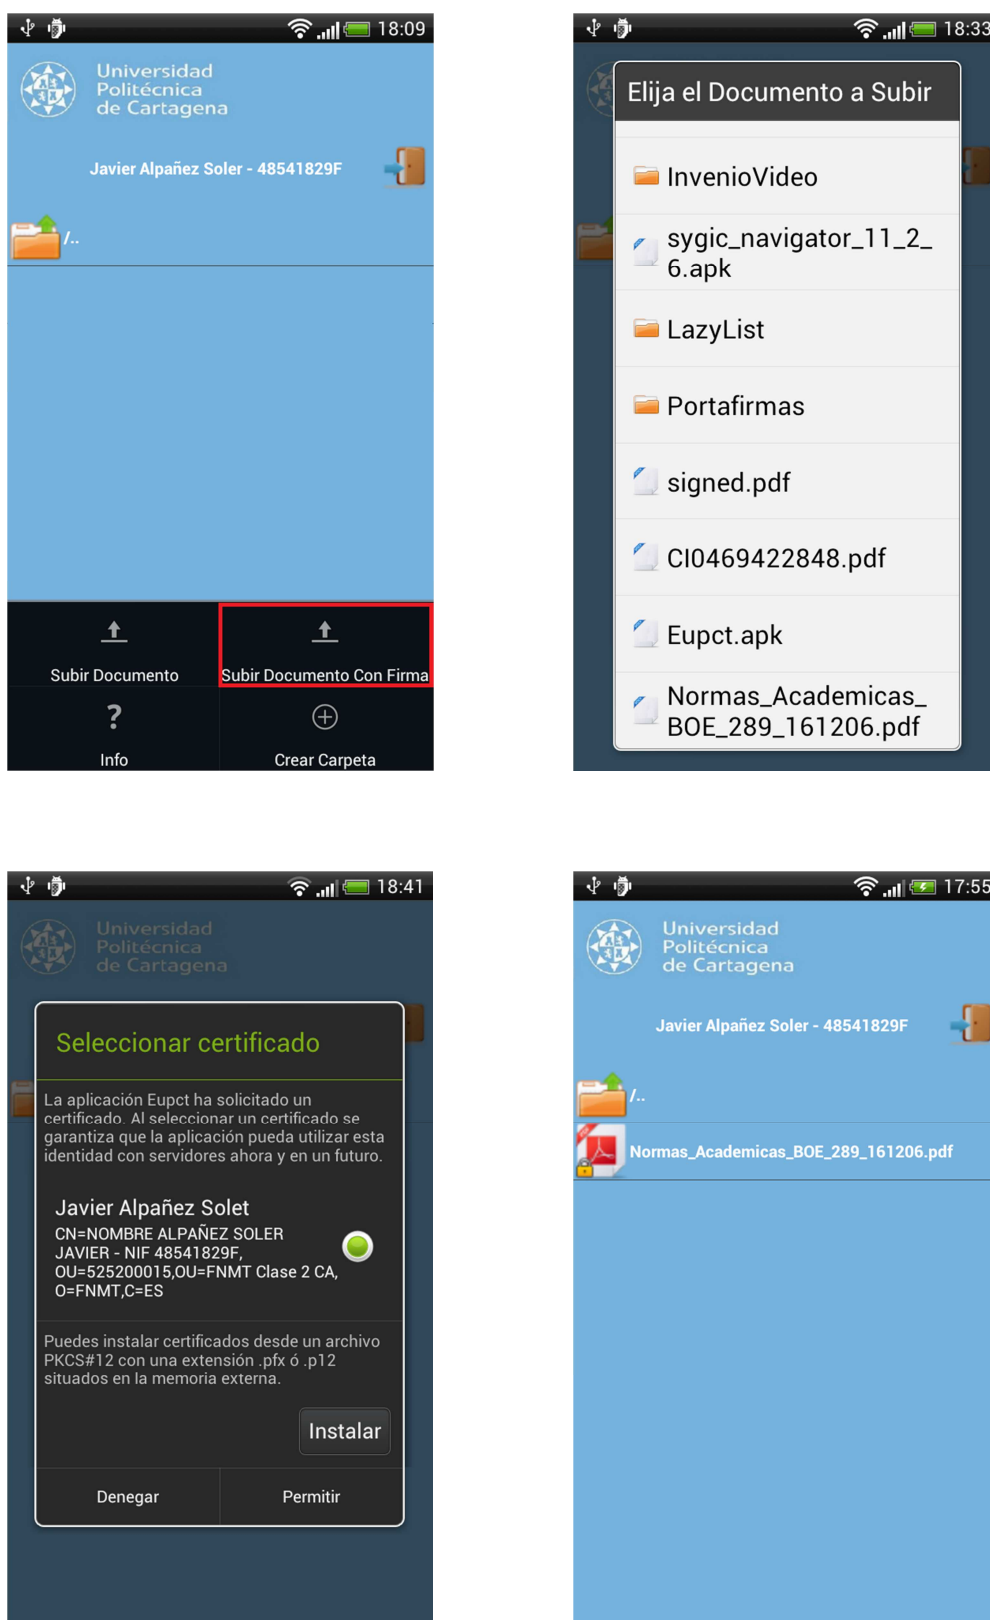 18:09
Universidad
Politécnica
de Cartagena
Javier Alpañez Soler - 48541829F
/..
Subir Documento
Subir Documento Con Firma
?
Info
Crear Carpeta
18:33
Elija el Documento a Subir
InvenioVideo
sygic_navigator_11_2_
6.apk
LazyList
Portafirmas
signed.pdf
CI0469422848.pdf
Eupct.apk
Normas_Academicas_
BOE_289_161206.pdf
18:41
Universidad
Politécnica
de Cartagena
Seleccionar certificado
La aplicación Eupct ha solicitado un
certificado. Al seleccionar un certificado se
garantiza que la aplicación pueda utilizar esta
identidad con servidores ahora y en un futuro.
Javier Alpañez Solet
CN=NOMBRE ALPAÑEZ SOLER
JAVIER - NIF 48541829F,
OU=525200015,OU=FNMT Clase 2 CA,
O=FNMT,C=ES
Puedes instalar certificados desde un archivo
PKCS#12 con una extensión .pfx ó .p12
situados en la memoria externa.
Instalar
Denegar
Permitir
17:55
Universidad
Politécnica
de Cartagena
Javier Alpañez Soler - 48541829F
/..
Normas_Academicas_BOE_289_161206.pdf